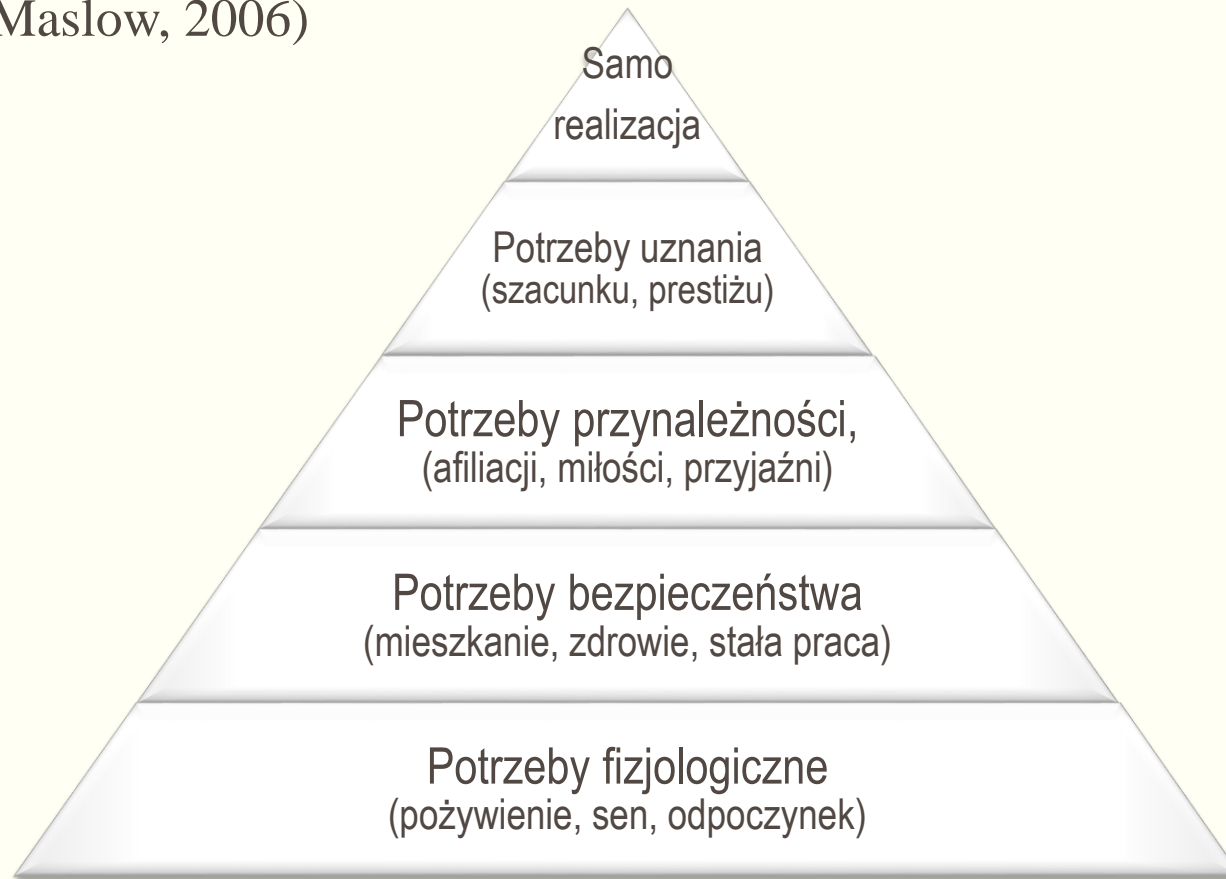 Maslow, 2006)
Samo
realizacja
Potrzeby uznania
(szacunku, prestiżu)
Potrzeby przynależności,
(afiliacji, miłości, przyjaźni)
Potrzeby bezpieczeństwa
(mieszkanie, zdrowie, stała praca)
Potrzeby fizjologiczne
(pożywienie, sen, odpoczynek)